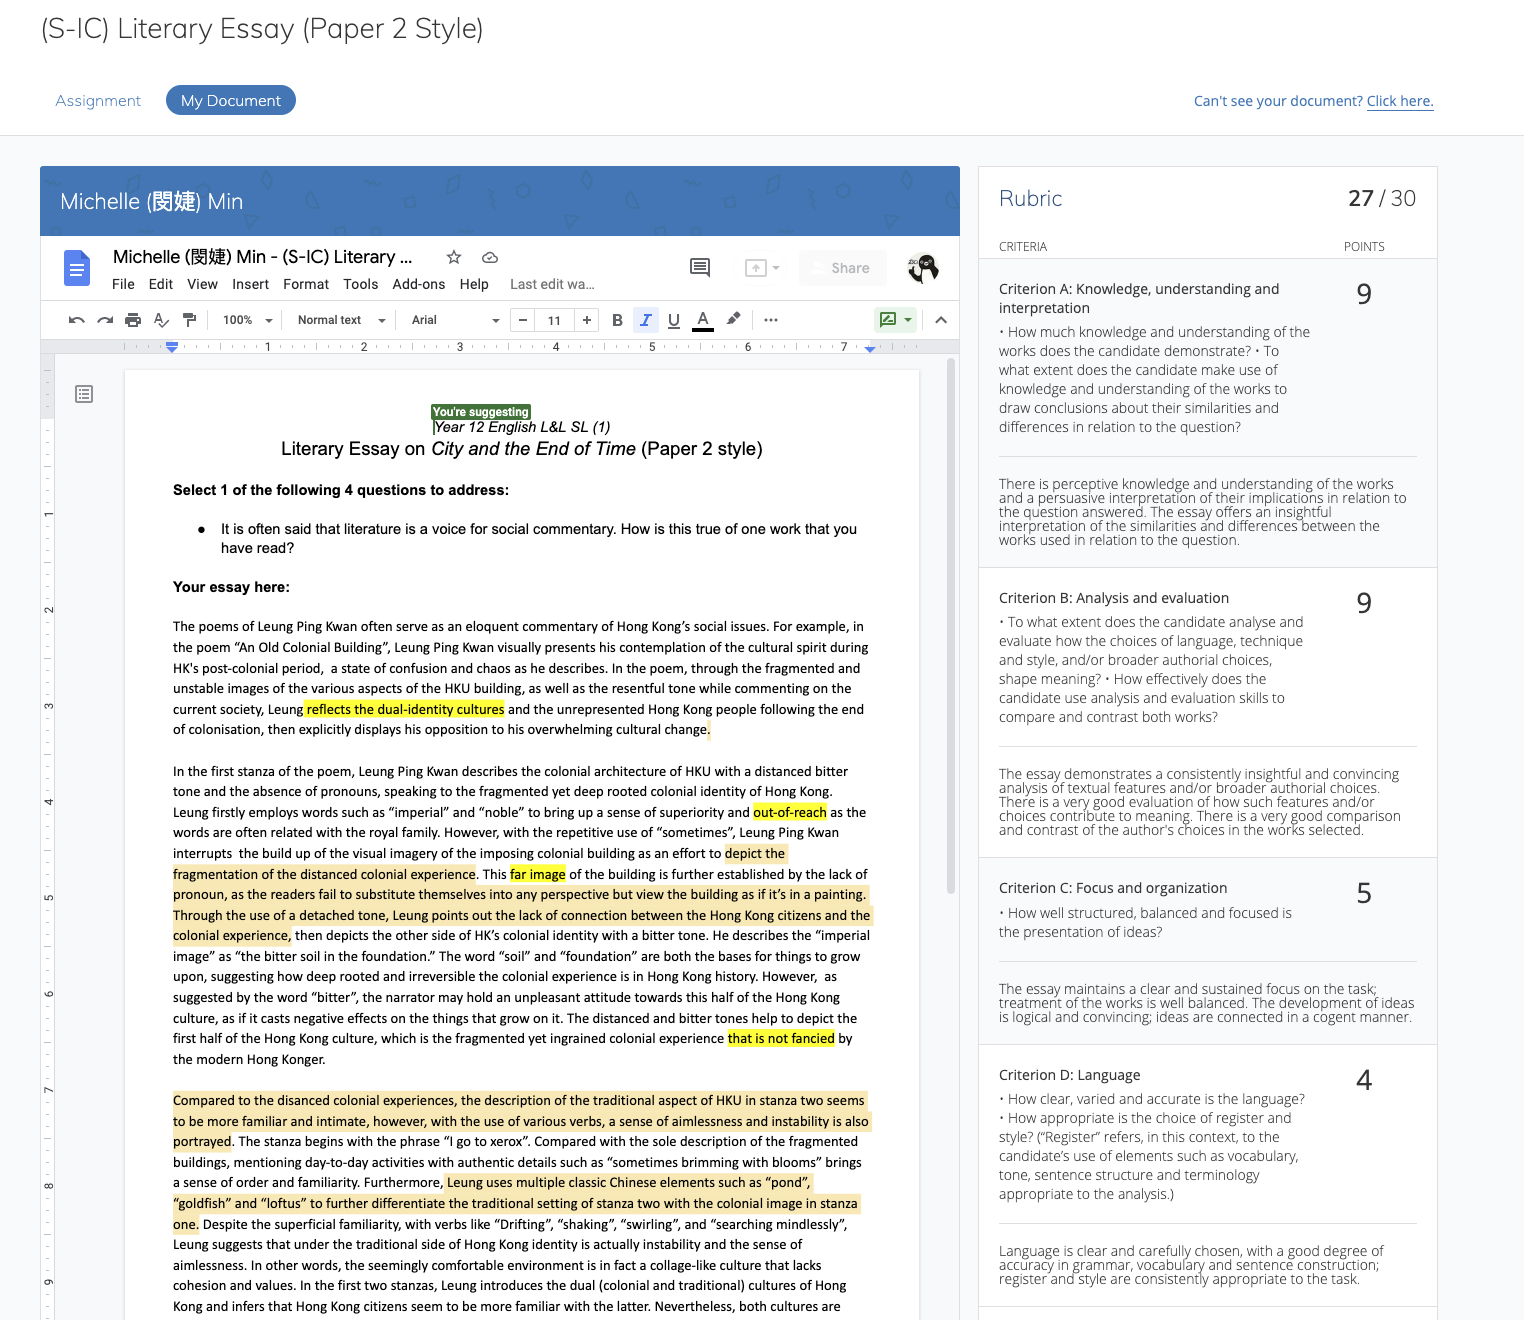 (S-IC) Literary Essay (Paper 2 Style)
Assignment
My Document
Can't see your document? Click here.
Michelle (閔婕) Min
Michelle (閔婕) Min - (S-IC) Literary ...
File Edit View Insert Format Tools Add-ons Help Last edit wa...
Share
100% Normal text Arial 11 B I U A
1 2 3 4 5 6 7
You're suggesting
Year 12 English L&L SL (1)
Literary Essay on City and the End of Time (Paper 2 style)
Select 1 of the following 4 questions to address:
● It is often said that literature is a voice for social commentary. How is this true of one work that you
have read?
Your essay here:
The poems of Leung Ping Kwan often serve as an eloquent commentary of Hong Kong's social issues. For example, in
the poem “An Old Colonial Building”, Leung Ping Kwan visually presents his contemplation of the cultural spirit during
HK's post-colonial period, a state of confusion and chaos as he describes. In the poem, through the fragmented and
unstable images of the various aspects of the HKU building, as well as the resentful tone while commenting on the
current society, Leung reflects the dual-identity cultures and the unrepresented Hong Kong people following the end
of colonisation, then explicitly displays his opposition to his overwhelming cultural change.
In the first stanza of the poem, Leung Ping Kwan describes the colonial architecture of HKU with a distanced bitter
tone and the absence of pronouns, speaking to the fragmented yet deep rooted colonial identity of Hong Kong.
Leung firstly employs words such as “imperial” and “noble” to bring up a sense of superiority and out-of-reach as the
words are often related with the royal family. However, with the repetitive use of “sometimes”, Leung Ping Kwan
interrupts the build up of the visual imagery of the imposing colonial building as an effort to depict the
fragmentation of the distanced colonial experience. This far image of the building is further established by the lack of
pronoun, as the readers fail to substitute themselves into any perspective but view the building as if it's in a painting.
Through the use of a detached tone, Leung points out the lack of connection between the Hong Kong citizens and the
colonial experience, then depicts the other side of HK's colonial identity with a bitter tone. He describes the “imperial
image” as “the bitter soil in the foundation.” The word “soil” and “foundation” are both the bases for things to grow
upon, suggesting how deep rooted and irreversible the colonial experience is in Hong Kong history. However, as
suggested by the word “bitter”, the narrator may hold an unpleasant attitude towards this half of the Hong Kong
culture, as if it casts negative effects on the things that grow on it. The distanced and bitter tones help to depict the
first half of the Hong Kong culture, which is the fragmented yet ingrained colonial experience that is not fancied by
the modern Hong Konger.
Compared to the disanced colonial experiences, the description of the traditional aspect of HKU in stanza two seems
to be more familiar and intimate, however, with the use of various verbs, a sense of aimlessness and instability is also
portrayed. The stanza begins with the phrase “I go to xerox”. Compared with the sole description of the fragmented
buildings, mentioning day-to-day activities with authentic details such as “sometimes brimming with blooms” brings
a sense of order and familiarity. Furthermore, Leung uses multiple classic Chinese elements such as “pond”,
“goldfish” and “loftus” to further differentiate the traditional setting of stanza two with the colonial image in stanza
one. Despite the superficial familiarity, with verbs like “Drifting”, “shaking”, “swirling”, and “searching mindlessly”,
Leung suggests that under the traditional side of Hong Kong identity is actually instability and the sense of
aimlessness. In other words, the seemingly comfortable environment is in fact a collage-like culture that lacks
cohesion and values. In the first two stanzas, Leung introduces the dual (colonial and traditional) cultures of Hong
Kong and infers that Hong Kong citizens seem to be more familiar with the latter. Nevertheless, both cultures are
1
2
3
4
5
6
7
8
9
Rubric 27 / 30
CRITERIA POINTS
Criterion A: Knowledge, understanding and 9
interpretation
• How much knowledge and understanding of the
works does the candidate demonstrate? • To
what extent does the candidate make use of
knowledge and understanding of the works to
draw conclusions about their similarities and
differences in relation to the question?
There is perceptive knowledge and understanding of the works
and a persuasive interpretation of their implications in relation to
the question answered. The essay offers an insightful
interpretation of the similarities and differences between the
works used in relation to the question.
Criterion B: Analysis and evaluation 9
• To what extent does the candidate analyse and
evaluate how the choices of language, technique
and style, and/or broader authorial choices,
shape meaning? • How effectively does the
candidate use analysis and evaluation skills to
compare and contrast both works?
The essay demonstrates a consistently insightful and convincing
analysis of textual features and/or broader authorial choices.
There is a very good evaluation of how such features and/or
choices contribute to meaning. There is a very good comparison
and contrast of the author's choices in the works selected.
Criterion C: Focus and organization 5
• How well structured, balanced and focused is
the presentation of ideas?
The essay maintains a clear and sustained focus on the task;
treatment of the works is well balanced. The development of ideas
is logical and convincing; ideas are connected in a cogent manner.
Criterion D: Language 4
• How clear, varied and accurate is the language?
• How appropriate is the choice of register and
style? (“Register” refers, in this context, to the
candidate's use of elements such as vocabulary,
tone, sentence structure and terminology
appropriate to the analysis.)
Language is clear and carefully chosen, with a good degree of
accuracy in grammar, vocabulary and sentence construction;
register and style are consistently appropriate to the task.